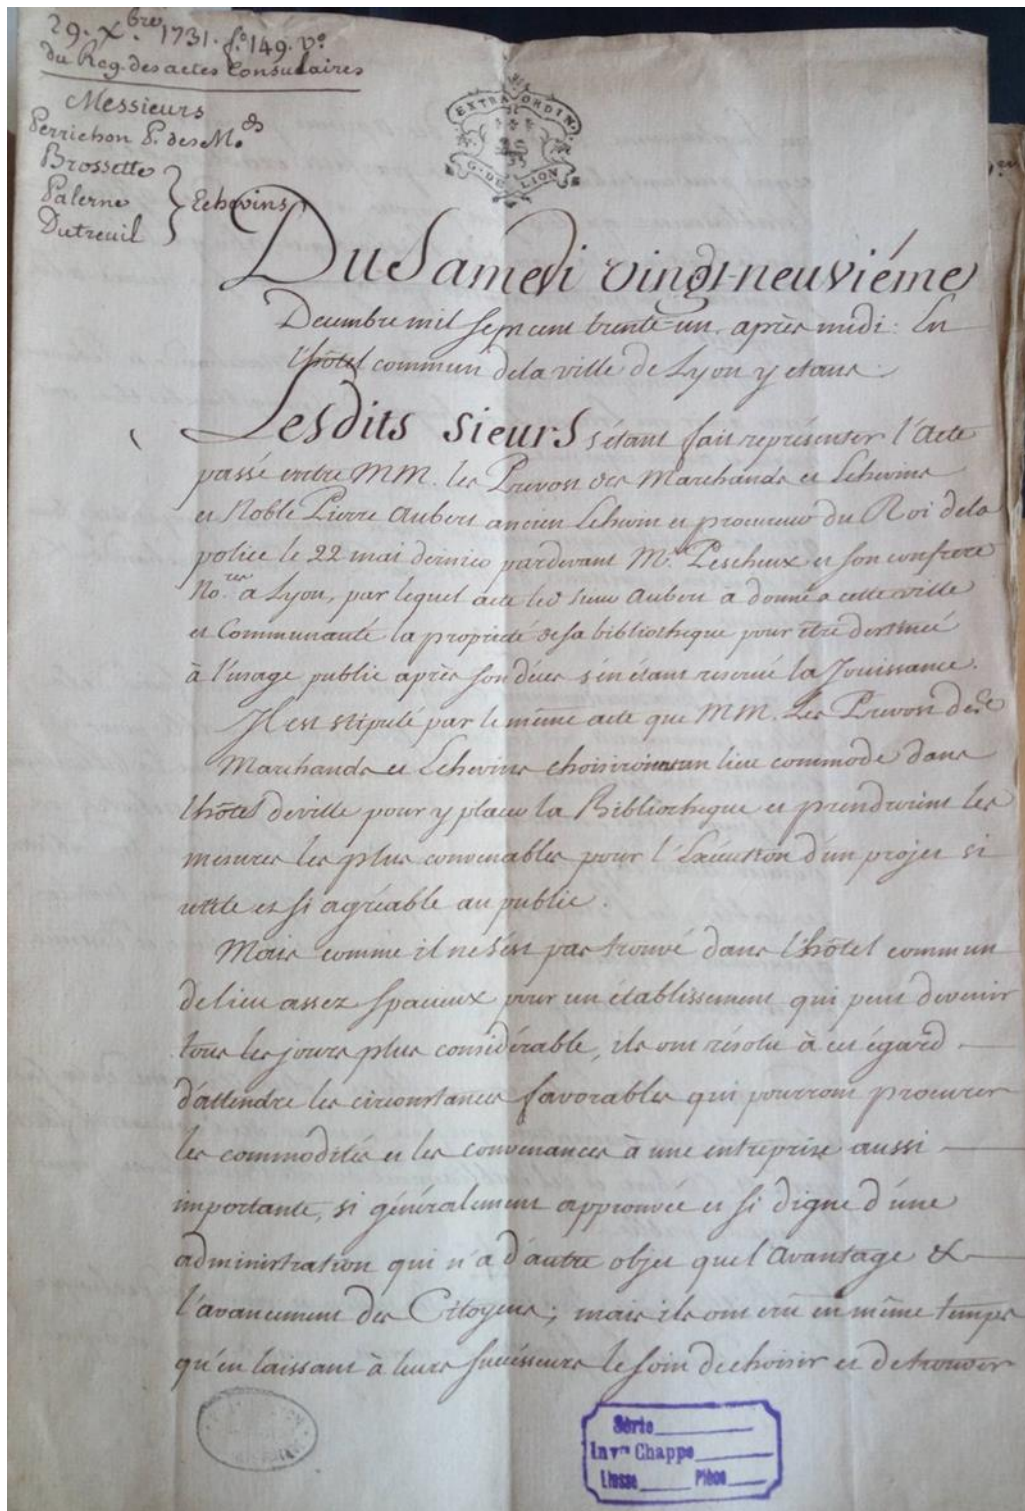 29. Xbre. 1731. f.o 149. Vo
du Reg. des actes Consulaires
Messieurs
Perrichon P. des M.ds
Brossette
Palerne
Dutreuil
Echevins
EXTRAORDIN.
G. DE LION
Du Samedi vingt-neuviéme
Decembre mil sept cent trente-un. après midi : En
l'hôtel commun de la ville de Lyon y etant :
Lesdits sieurs s'étant fait représenter l'Acte
passé entre MM. les Prevost des Marchands et Echevins
et Noble Pierre Aubert ancien Echevin et procureur du Roi de la
police le 22 mai dernier pardevant Me. Pescheux et son confrere
No.res a Lyon, par lequel acte led sieur Aubert a donné a cette ville
et Communauté la propriété de sa bibliotheque pour être destinée
à l'usage public après son décès s'en étant reservé la Jouissance.
Il est stipulé par le même acte que MM. Les Prevost des
Marchands et Echevins choisiroient un lieu commode dans
l'hôtel de ville pour y placer la Bibliotheque et prendroient les
mesures les plus convenables pour l'Exécution d'un projet si
utile et si agréable au public.
Mais comme il ne s'est pas trouvé dans l'hôtel commun
de lieu assez spacieux pour un établissement qui peut devenir
tous les jours plus considérable, ils ont résolu à cet égard
d'attendre les circonstances favorables qui pourront procurer
les commodités et les convenances à une entreprise aussi
importante, si généralement approuvée et si digne d'une
administration qui n'a d'autre objet que l'Avantage &
l'avancement des Citoyens ; mais ils ont crû en même temps
qu'en laissant à leurs successeurs le soin de choisir et de trouver
Série
Invre Chappe
Liasse Pièce